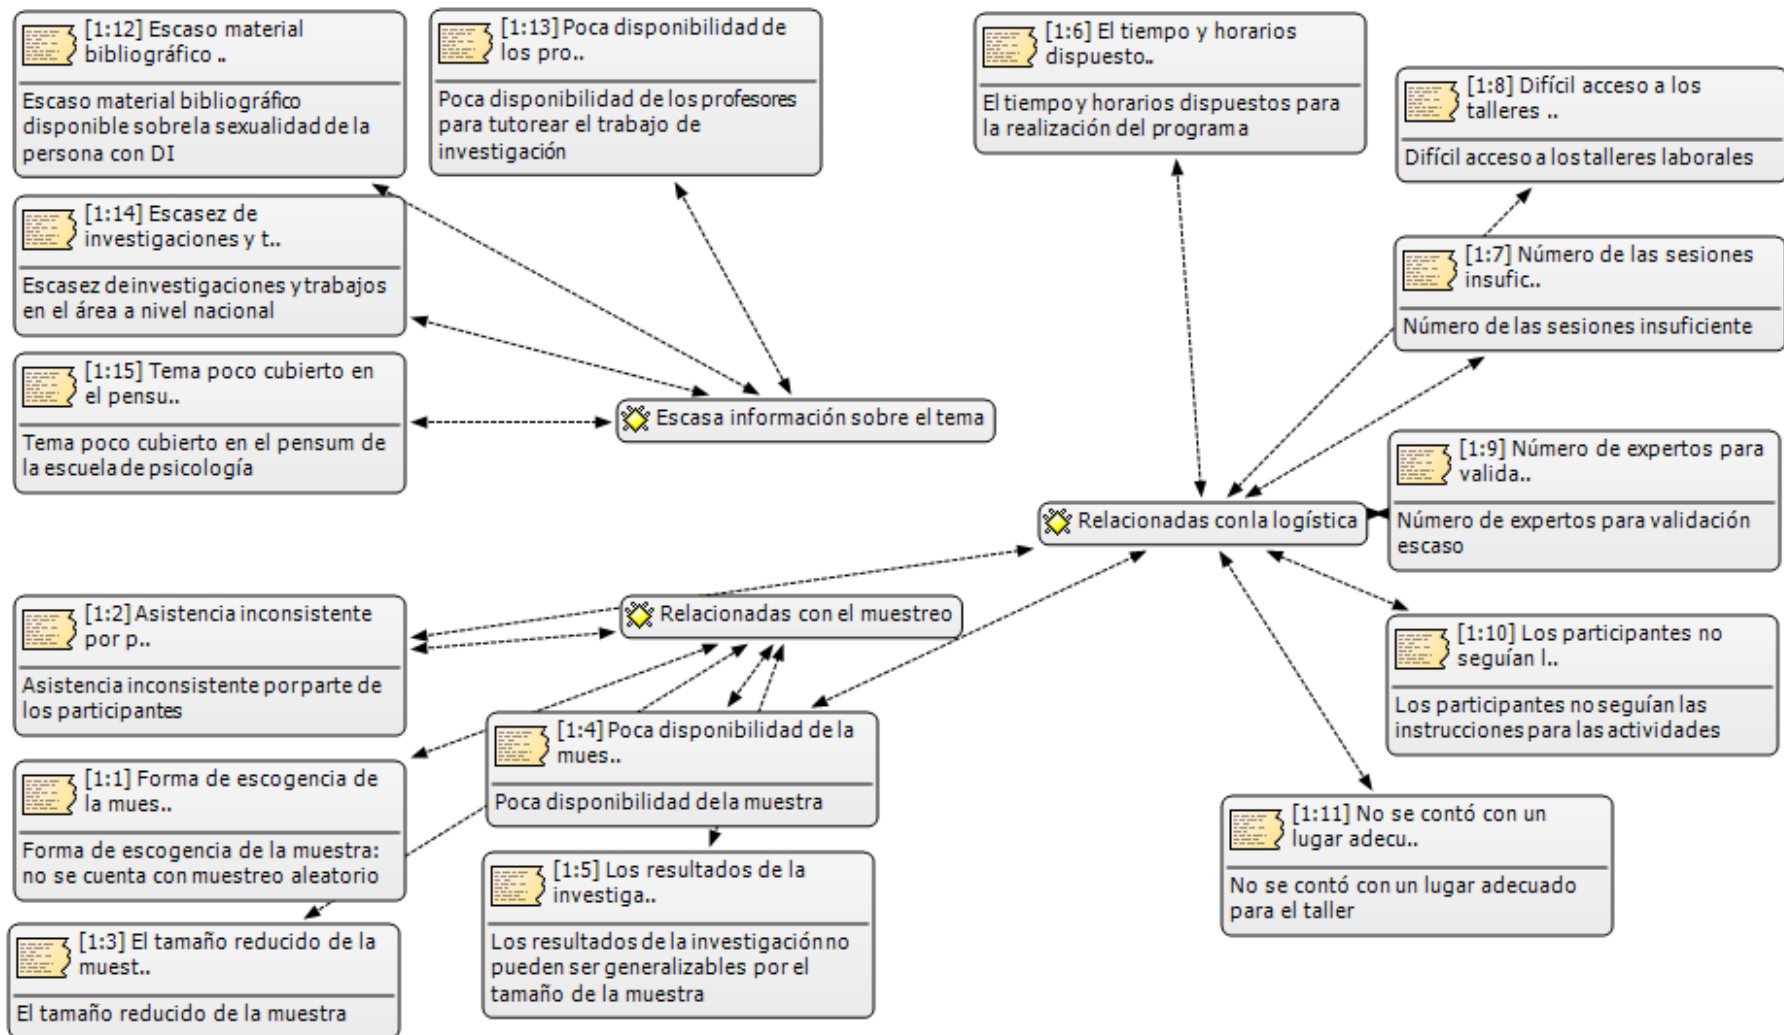 [1:12] Escaso material
bibliográfico ..
Escaso material bibliográfico
disponible sobre la sexualidad de la
persona con DI
[1:13] Poca disponibilidad de
los pro..
Poca disponibilidad de los profesores
para tutorear el trabajo de
investigación
[1:6] El tiempo y horarios
dispuesto..
El tiempo y horarios dispuestos para
la realización del programa
[1:8] Difícil acceso a los
talleres ..
Difícil acceso a los talleres laborales
[1:14] Escasez de
investigaciones y t..
Escasez de investigaciones y trabajos
en el área a nivel nacional
[1:7] Número de las sesiones
insufic..
Número de las sesiones insuficiente
[1:15] Tema poco cubierto en
el pensu..
Tema poco cubierto en el pensum de
la escuela de psicología
Escasa información sobre el tema
[1:9] Número de expertos para
valida..
Número de expertos para validación
escaso
Relacionadas con la logística
[1:2] Asistencia inconsistente
por p..
Asistencia inconsistente por parte de
los participantes
Relacionadas con el muestreo
[1:10] Los participantes no
seguían l..
Los participantes no seguían las
instrucciones para las actividades
[1:4] Poca disponibilidad de la
mues..
Poca disponibilidad de la muestra
[1:1] Forma de escogencia de
la mues..
Forma de escogencia de la muestra:
no se cuenta con muestreo aleatorio
[1:11] No se contó con un
lugar adecu..
No se contó con un lugar adecuado
para el taller
[1:5] Los resultados de la
investiga..
Los resultados de la investigación no
pueden ser generalizables por el
tamaño de la muestra
[1:3] El tamaño reducido de la
muest..
El tamaño reducido de la muestra